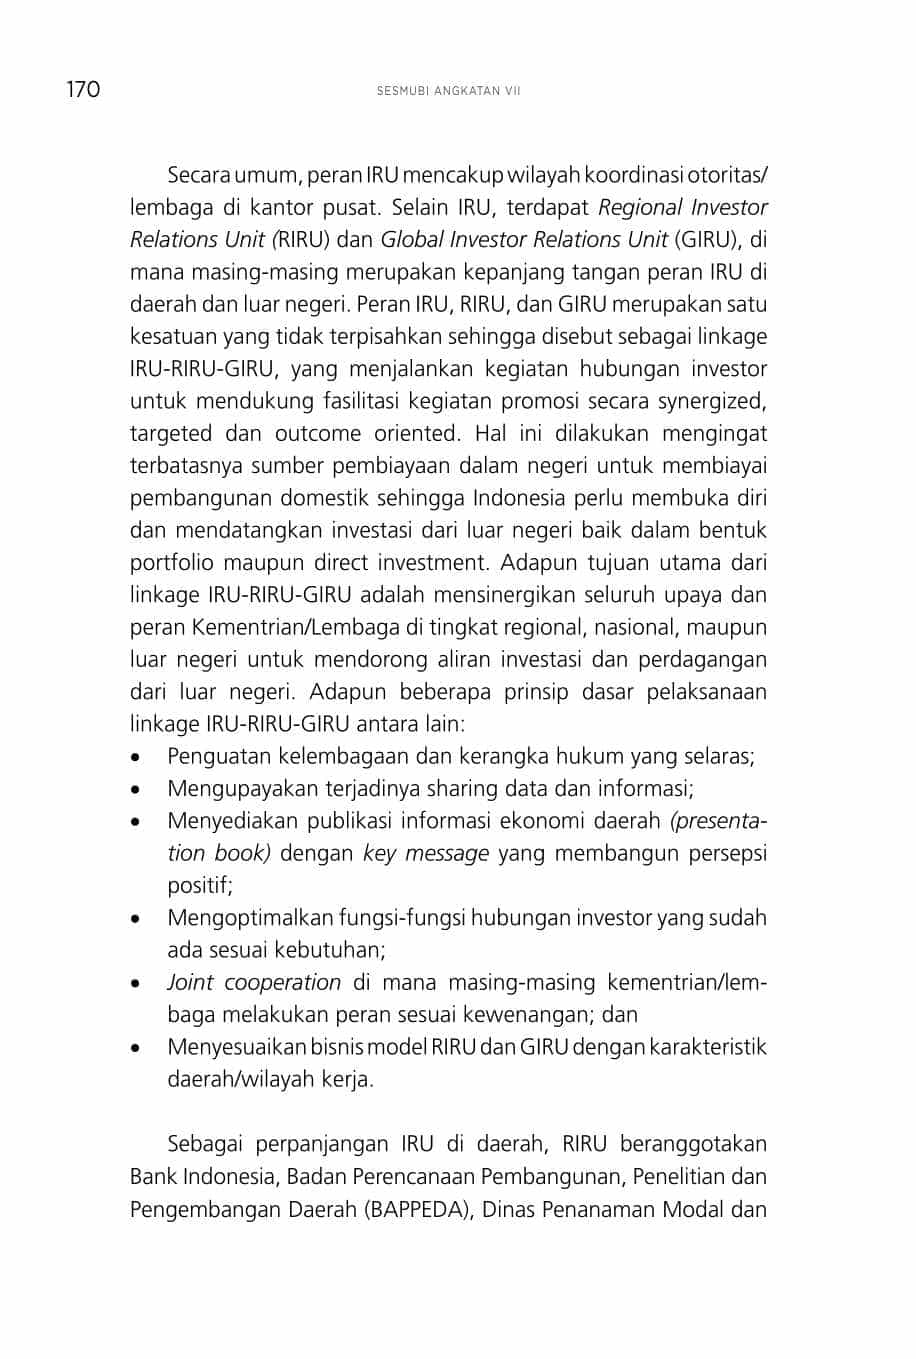 170
SESMUBI ANGKATAN VII
Secara umum, peran IRU mencakup wilayah koordinasi otoritas/
lembaga di kantor pusat. Selain IRU, terdapat Regional Investor
Relations Unit (RIRU) dan Global Investor Relations Unit (GIRU), di
mana masing-masing merupakan kepanjang tangan peran IRU di
daerah dan luar negeri. Peran IRU, RIRU, dan GIRU merupakan satu
kesatuan yang tidak terpisahkan sehingga disebut sebagai linkage
IRU-RIRU-GIRU, yang menjalankan kegiatan hubungan investor
untuk mendukung fasilitasi kegiatan promosi secara synergized,
targeted dan outcome oriented. Hal ini dilakukan mengingat
terbatasnya sumber pembiayaan dalam negeri untuk membiayai
pembangunan domestik sehingga Indonesia perlu membuka diri
dan mendatangkan investasi dari luar negeri baik dalam bentuk
portfolio maupun direct investment. Adapun tujuan utama dari
linkage IRU-RIRU-GIRU adalah mensinergikan seluruh upaya dan
peran Kementrian/Lembaga di tingkat regional, nasional, maupun
luar negeri untuk mendorong aliran investasi dan perdagangan
dari luar negeri. Adapun beberapa prinsip dasar pelaksanaan
linkage IRU-RIRU-GIRU antara lain:
• Penguatan kelembagaan dan kerangka hukum yang selaras;
• Mengupayakan terjadinya sharing data dan informasi;
• Menyediakan publikasi informasi ekonomi daerah (presenta-
tion book) dengan key message yang membangun persepsi
positif;
• Mengoptimalkan fungsi-fungsi hubungan investor yang sudah
ada sesuai kebutuhan;
• Joint cooperation di mana masing-masing kementrian/lem-
baga melakukan peran sesuai kewenangan; dan
• Menyesuaikan bisnis model RIRU dan GIRU dengan karakteristik
daerah/wilayah kerja.
Sebagai perpanjangan IRU di daerah, RIRU beranggotakan
Bank Indonesia, Badan Perencanaan Pembangunan, Penelitian dan
Pengembangan Daerah (BAPPEDA), Dinas Penanaman Modal dan